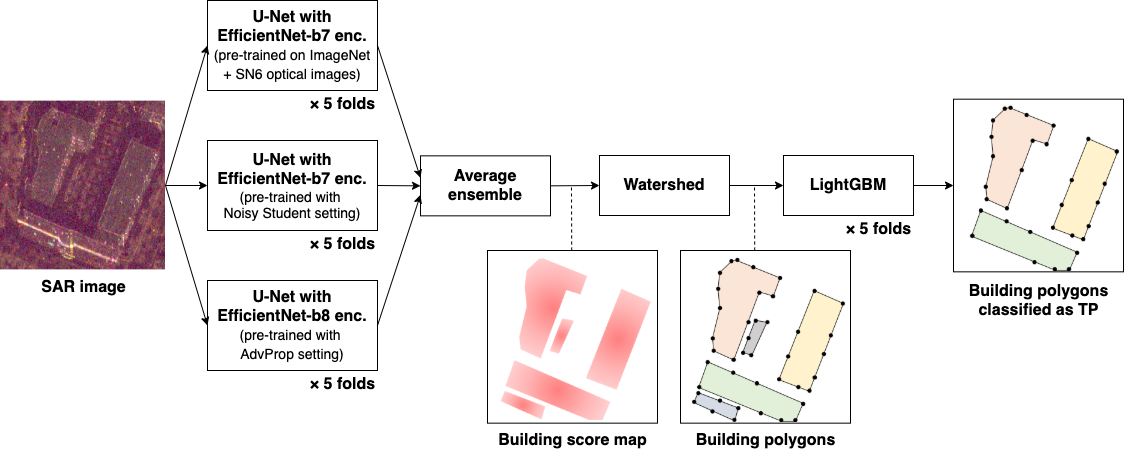 U-Net with
EfficientNet-b7 enc.
(pre-trained on ImageNet
+ SN6 optical images)
× 5 folds
U-Net with
EfficientNet-b7 enc.
(pre-trained with
Noisy Student setting)
× 5 folds
U-Net with
EfficientNet-b8 enc.
(pre-trained with
AdvProp setting)
× 5 folds
SAR image
Average
ensemble
Watershed
LightGBM
× 5 folds
Building score map
Building polygons
Building polygons
classified as TP